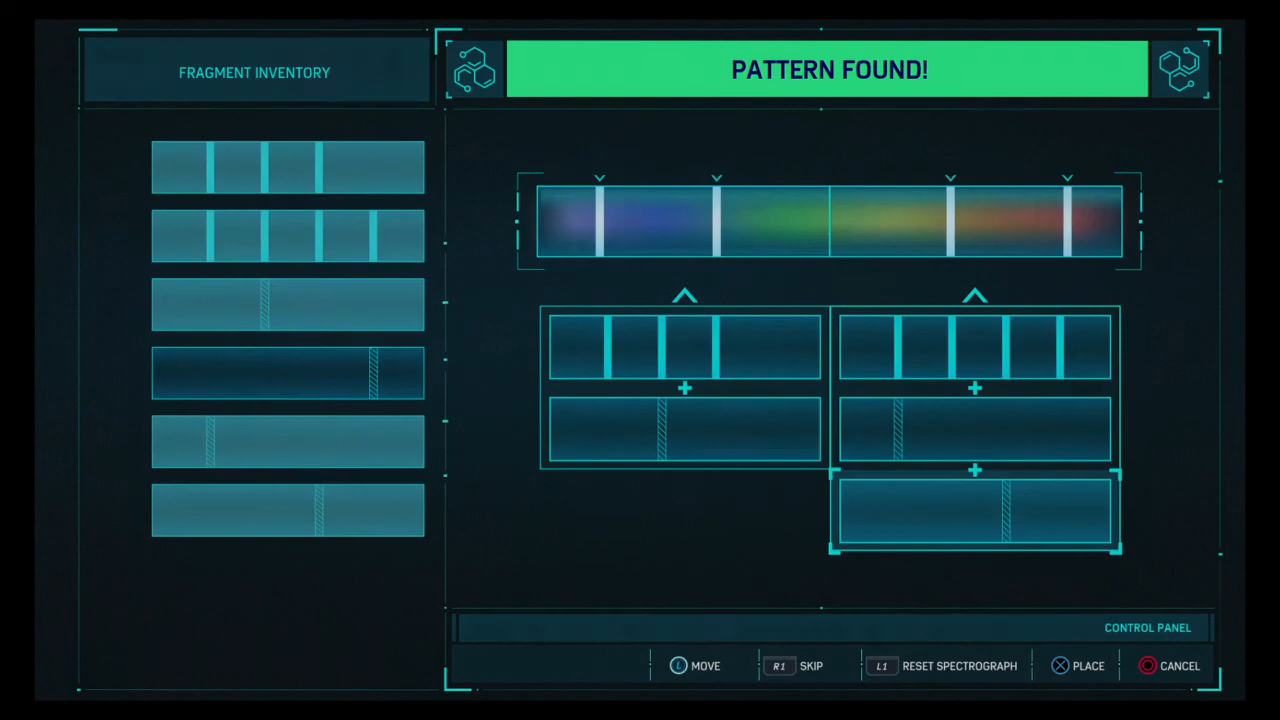 FRAGMENT INVENTORY
PATTERN FOUND!
CONTROL PANEL
L MOVE R1 SKIP L1 RESET SPECTROGRAPH PLACE CANCEL